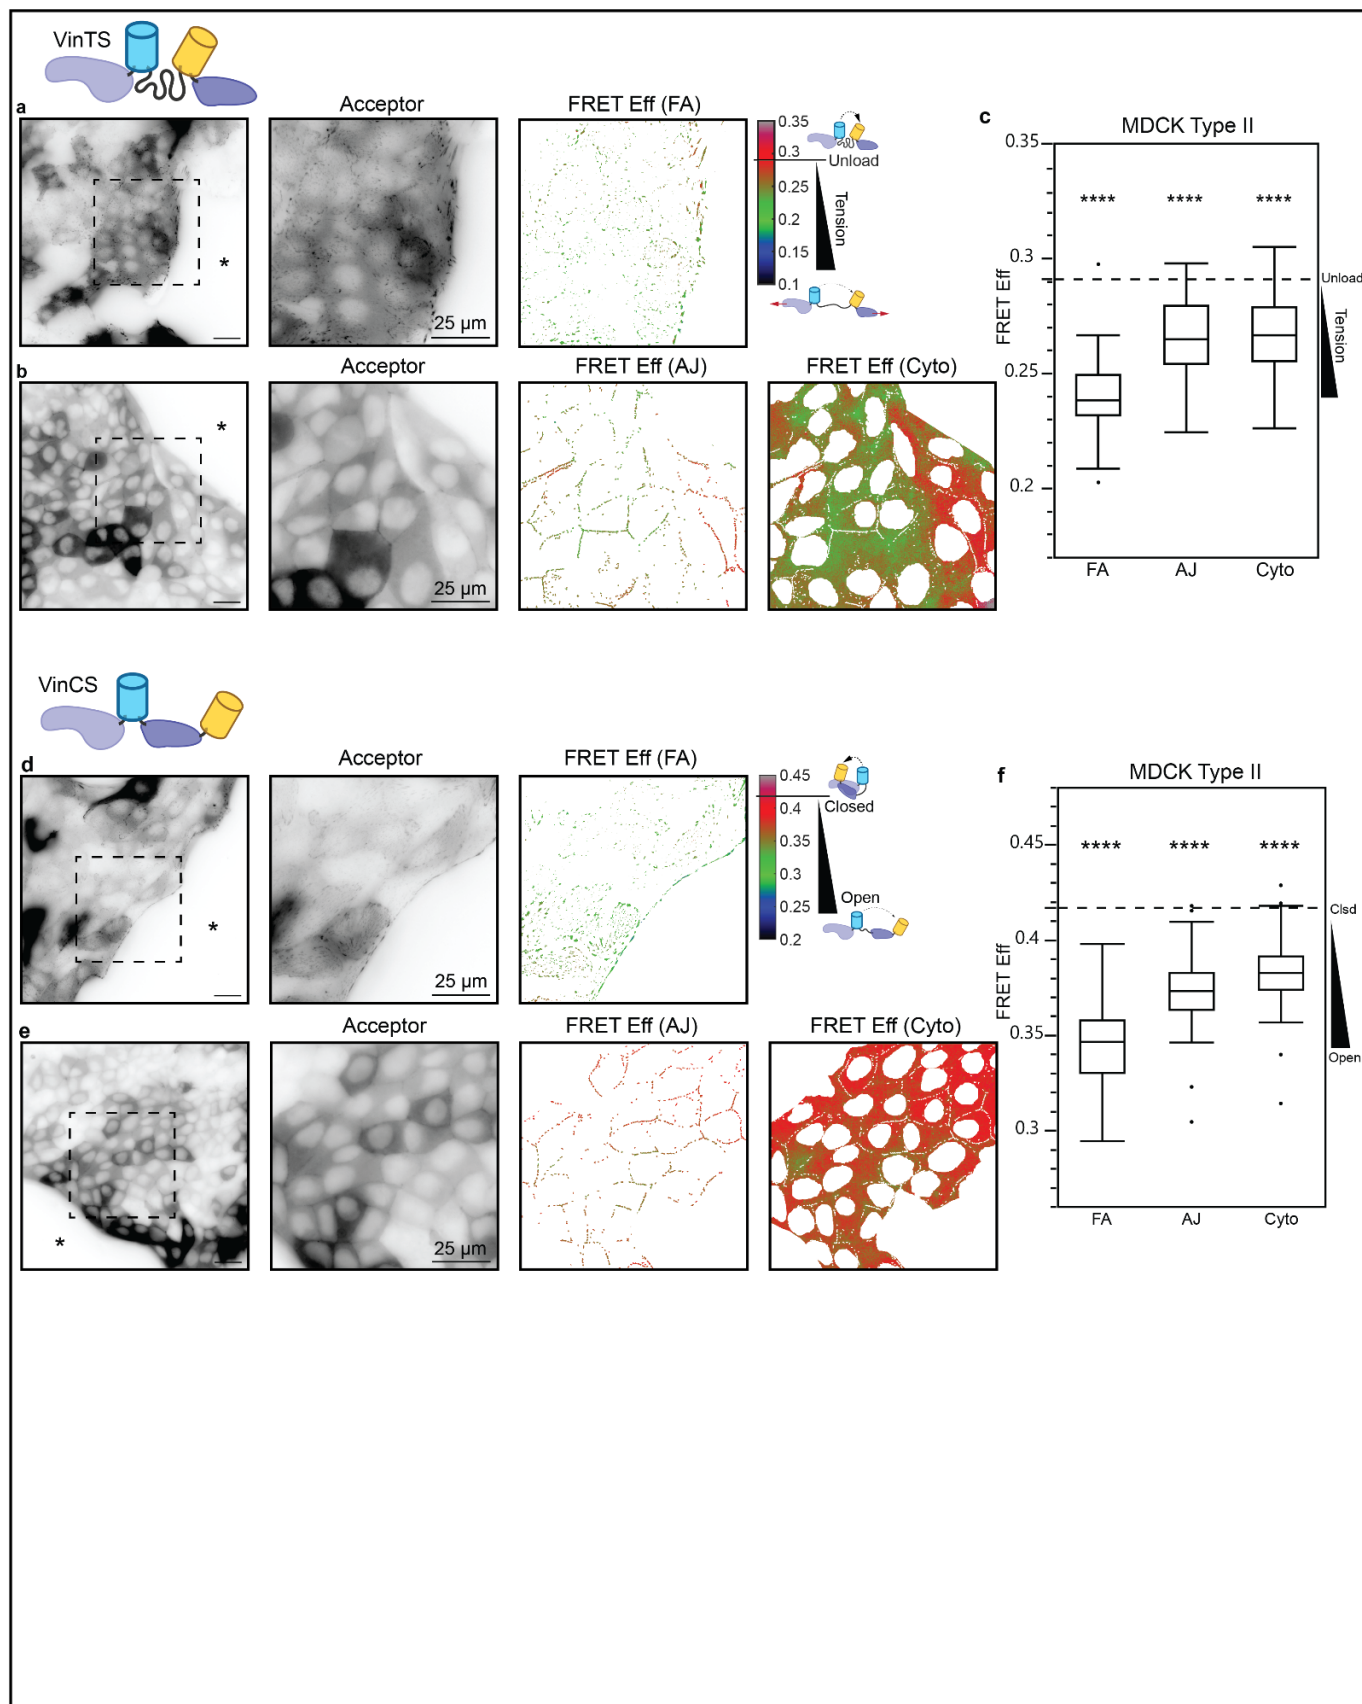 VinTS
a
Acceptor
FRET Eff (FA)
0.35
0.3
0.25
0.2
0.15
0.1
Unload
Tension
25 µm
*
c
MDCK Type II
0.35
0.3
0.25
0.2
FRET Eff
**** **** ****
Unload
Tension
FA AJ Cyto
b
Acceptor
FRET Eff (AJ)
FRET Eff (Cyto)
*
25 µm
VinCS
d
Acceptor
FRET Eff (FA)
0.45
0.4
0.35
0.3
0.25
0.2
Closed
Open
25 µm
*
f
MDCK Type II
0.45
0.4
0.35
0.3
FRET Eff
**** **** ****
Clsd
Open
FA AJ Cyto
e
Acceptor
FRET Eff (AJ)
FRET Eff (Cyto)
*
25 µm